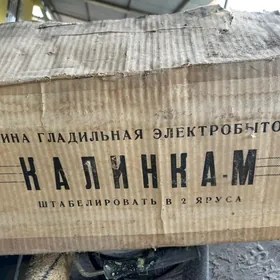 ИНА ГЛАДИЛЬНАЯ ЭЛЕКТРОБЫТО
КАЛИНКА-М
ШТАБЕЛИРОВАТЬ В 2 ЯРУСА